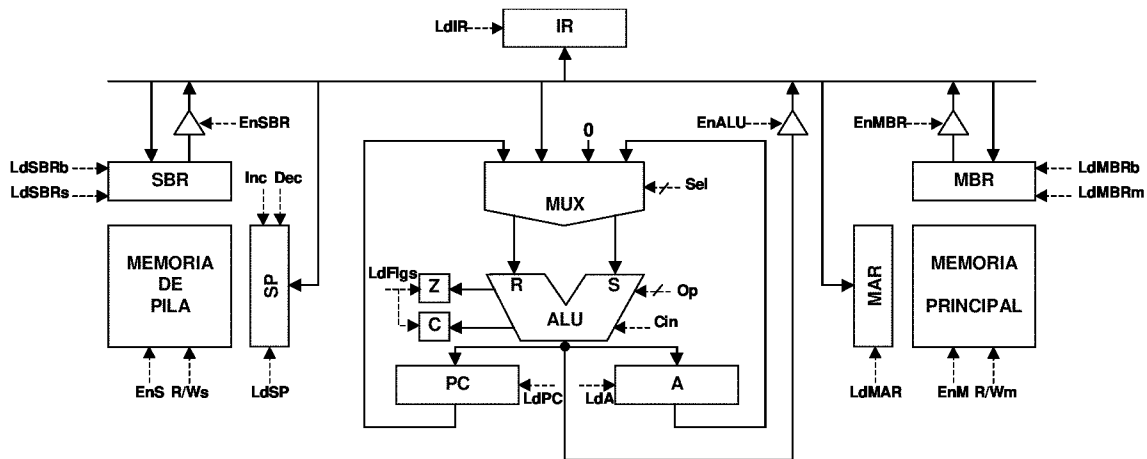 LdIR
IR
EnSBR
EnALU
EnMBR
0
LdSBRb
LdSBRs
SBR
Inc Dec
MUX
Sel
MBR
LdMBRb
LdMBRm
MEMORIA
DE
PILA
SP
LdFlgs
Z
C
R
S
ALU
Op
Cin
MAR
MEMORIA
PRINCIPAL
EnS R/Ws
LdSP
PC
LdPC
LdA
A
LdMAR
EnM R/Wm